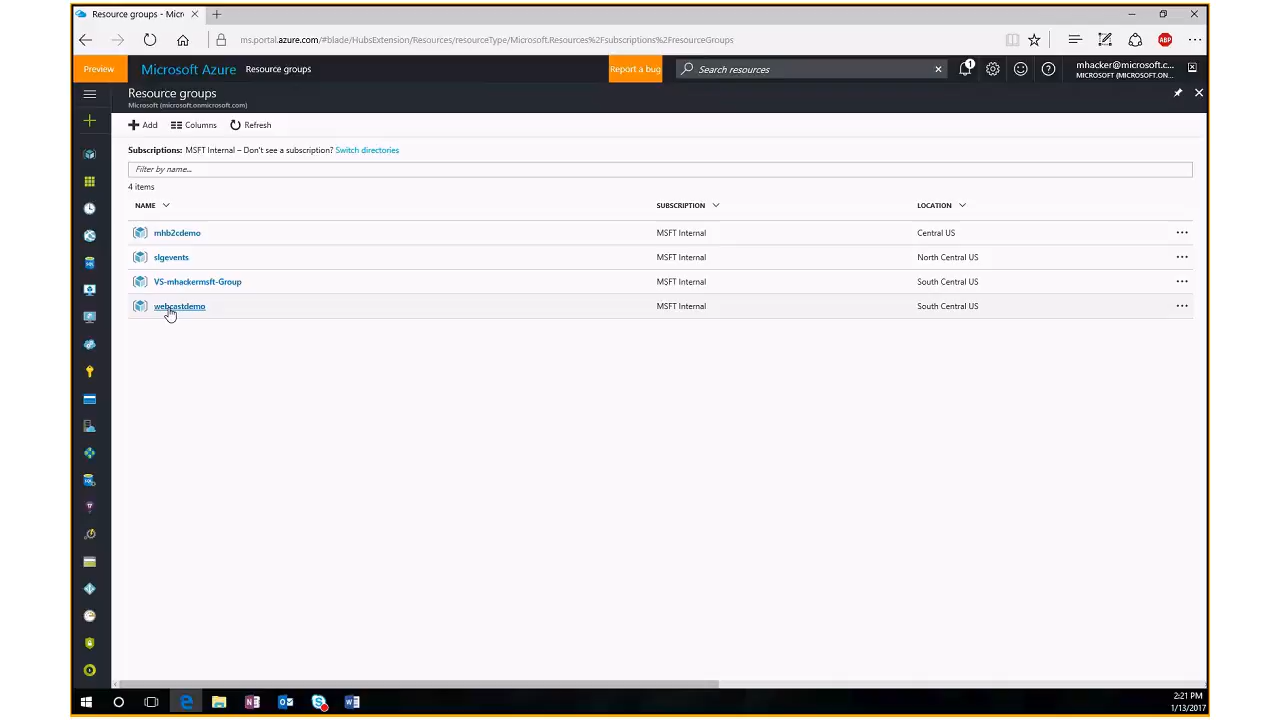 Resource groups - Micr
ms.portal.azure.com/#blade/HubsExtension/Resources/resourceType/Microsoft.Resources%2Fsubscriptions%2FresourceGroups
ABP
Preview
Microsoft Azure
Resource groups
Report a bug
Search resources
1
mhacker@microsoft.c...
MICROSOFT (MICROSOFT.ON...
Resource groups
Microsoft (microsoft.onmicrosoft.com)
Add
Columns
Refresh
Subscriptions: MSFT Internal – Don't see a subscription? Switch directories
Filter by name...
4 items
NAME SUBSCRIPTION LOCATION
mhb2cdemo MSFT Internal Central US
slgevents MSFT Internal North Central US
VS-mhackermsft-Group MSFT Internal South Central US
webcastdemo MSFT Internal South Central US
2:21 PM
1/13/2017